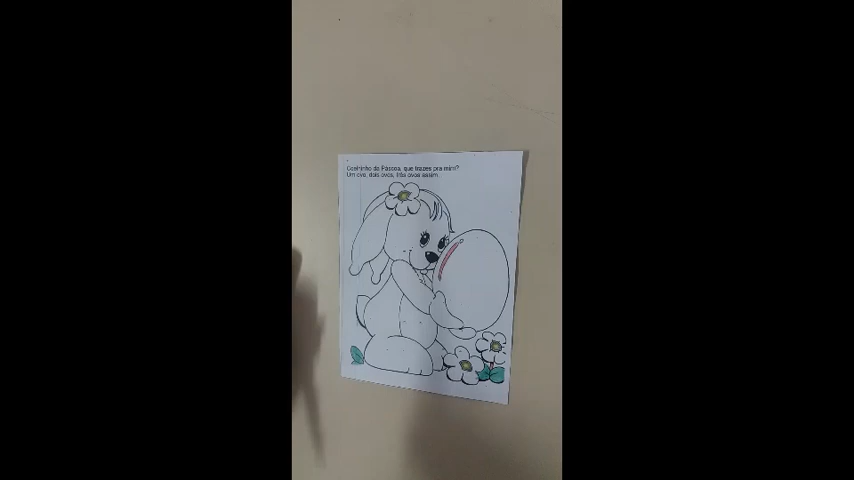 Coelhinho da Páscoa, que trazes pra mim?
Um ovo, dois ovos, três ovos assim.